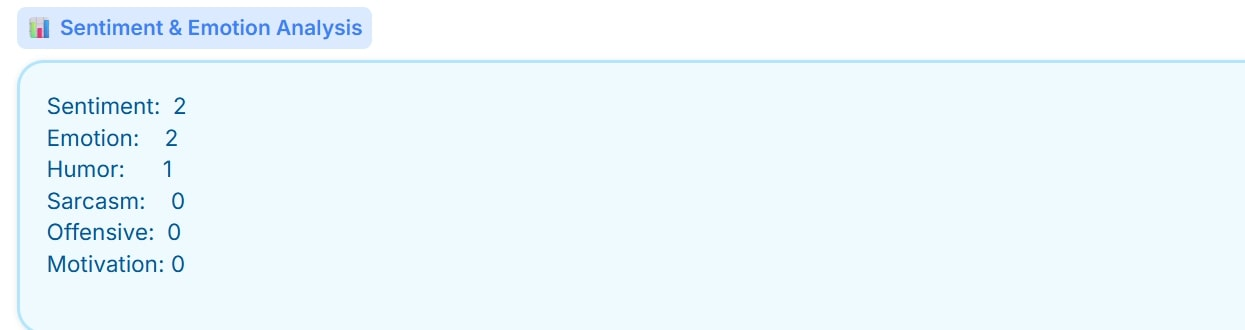 Sentiment & Emotion Analysis
Sentiment: 2
Emotion: 2
Humor: 1
Sarcasm: 0
Offensive: 0
Motivation: 0